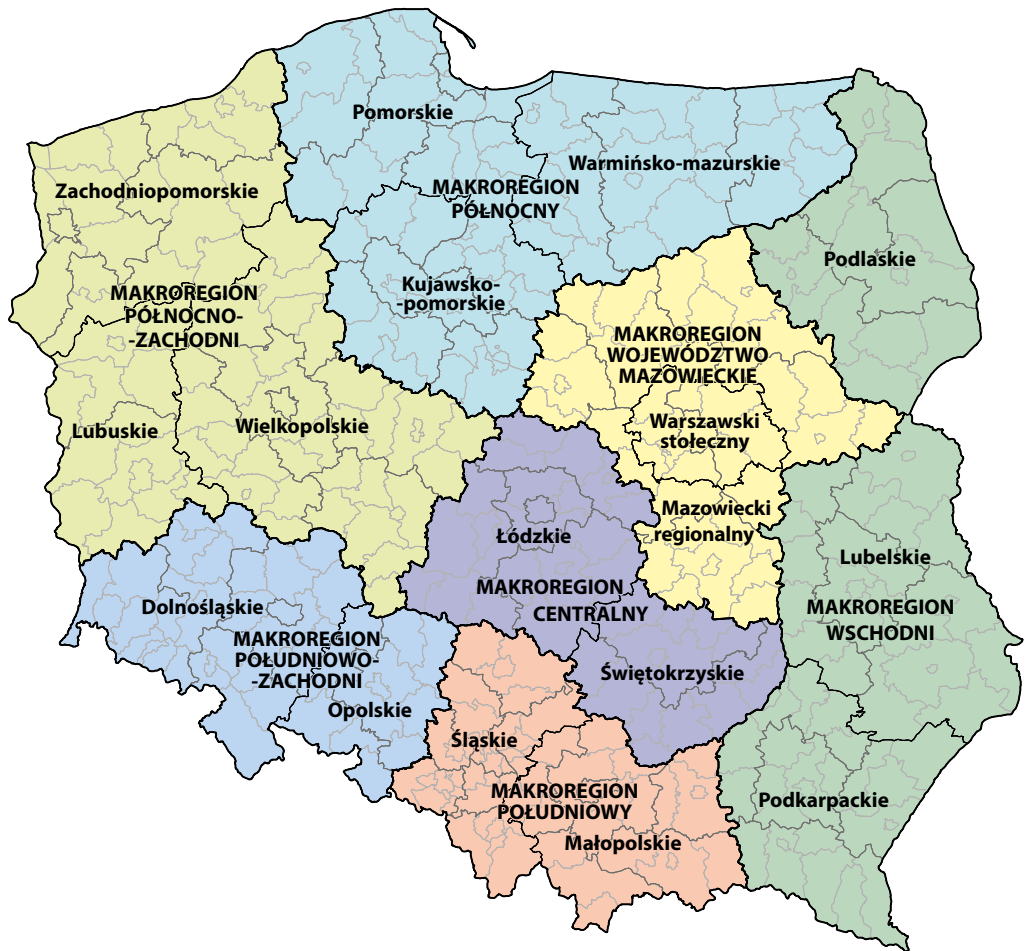 Pomorskie
Warmińsko-mazurskie
Zachodniopomorskie
MAKROREGION
PÓŁNOCNY
Podlaskie
Kujawsko-
-pomorskie
MAKROREGION
PÓŁNOCNO-
-ZACHODNI
MAKROREGION
WOJEWÓDZTWO
MAZOWIECKIE
Lubuskie
Wielkopolskie
Warszawski
stołeczny
Mazowiecki
regionalny
Łódzkie
Lubelskie
MAKROREGION
CENTRALNY
Dolnośląskie
MAKROREGION
WSCHODNI
MAKROREGION
POŁUDNIOWO-
-ZACHODNI
Świętokrzyskie
Opolskie
Śląskie
MAKROREGION
POŁUDNIOWY
Podkarpackie
Małopolskie